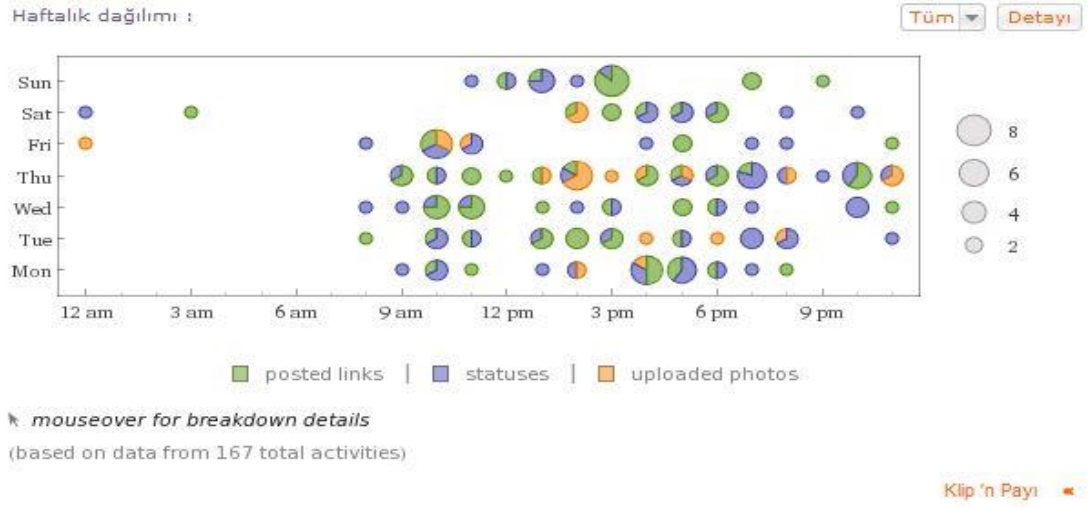 Haftalık dağılımı :
Tüm
Detayı
Sun
Sat
Fri
Thu
Wed
Tue
Mon
8
6
4
2
12 am 3 am 6 am 9 am 12 pm 3 pm 6 pm 9 pm
posted links | statuses | uploaded photos
mouseover for breakdown details
(based on data from 167 total activities)
Klip 'n Payı